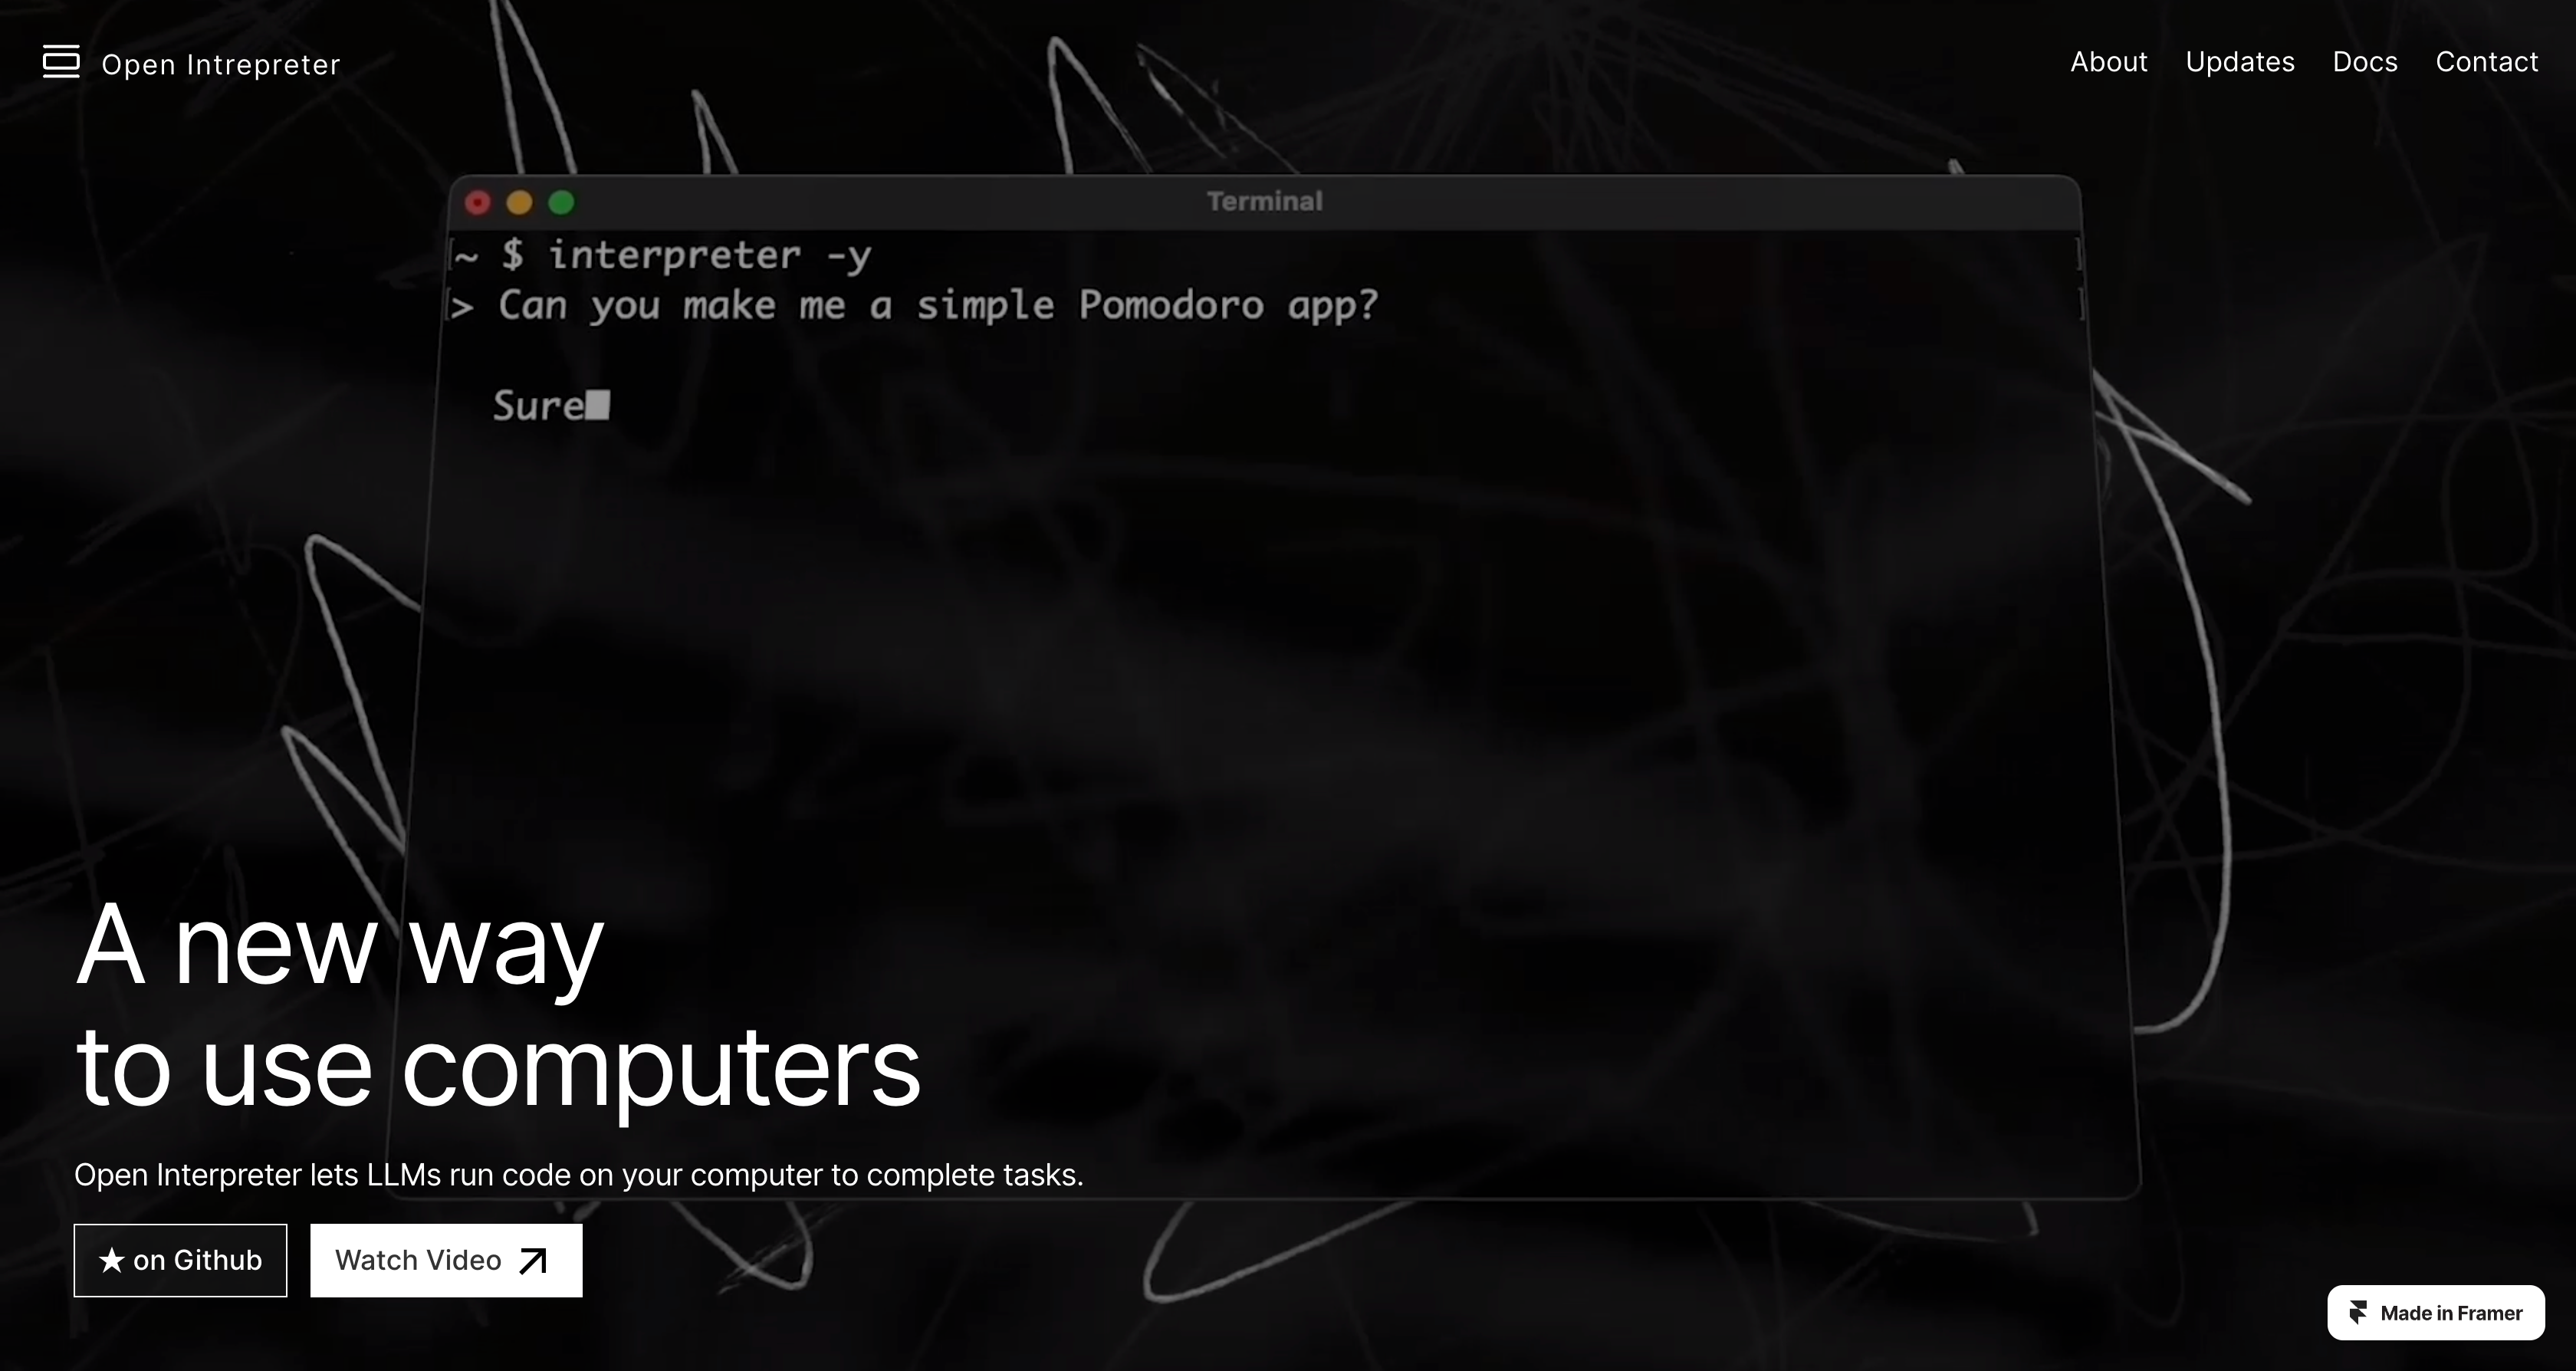 Open Intrepreter
About Updates Docs Contact
Terminal
~ $ interpreter -y
> Can you make me a simple Pomodoro app?
Sure
A new way
to use computers
Open Interpreter lets LLMs run code on your computer to complete tasks.
★ on Github
Watch Video
Made in Framer